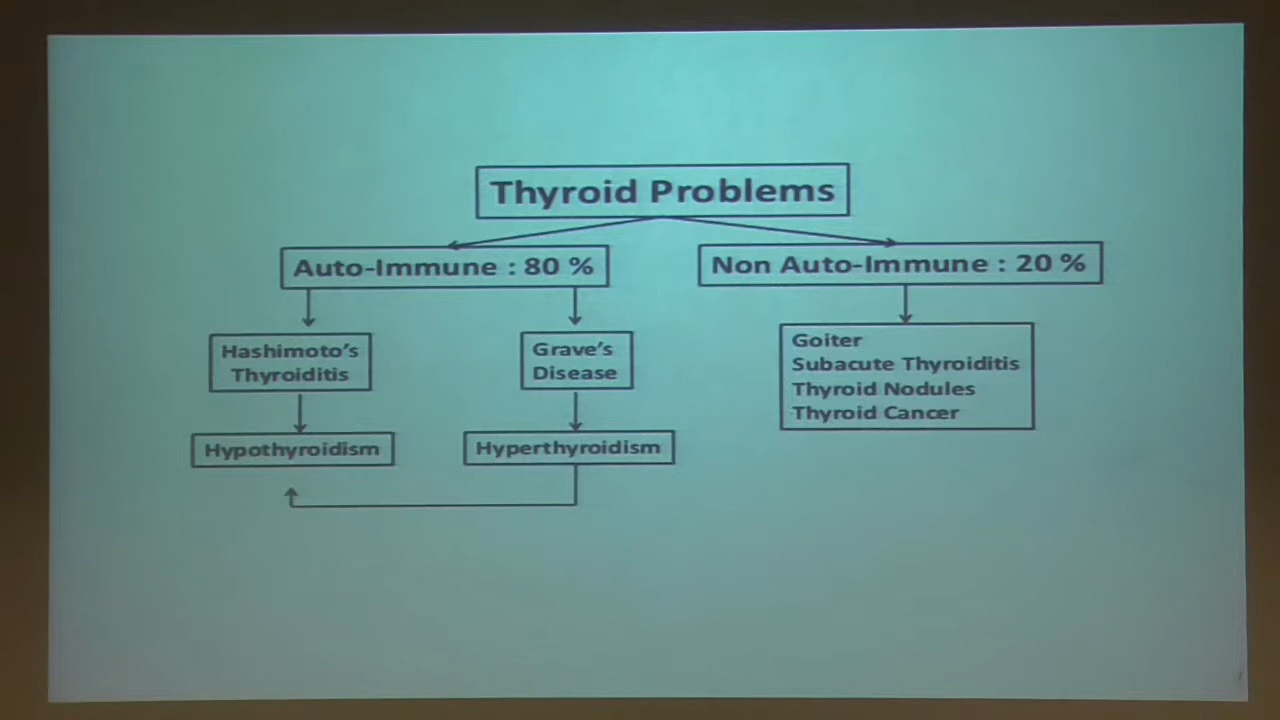 Thyroid Problems
Auto-Immune : 80 %
Non Auto-Immune : 20 %
Hashimoto's
Thyroiditis
Grave's
Disease
Goiter
Subacute Thyroiditis
Thyroid Nodules
Thyroid Cancer
Hypothyroidism
Hyperthyroidism